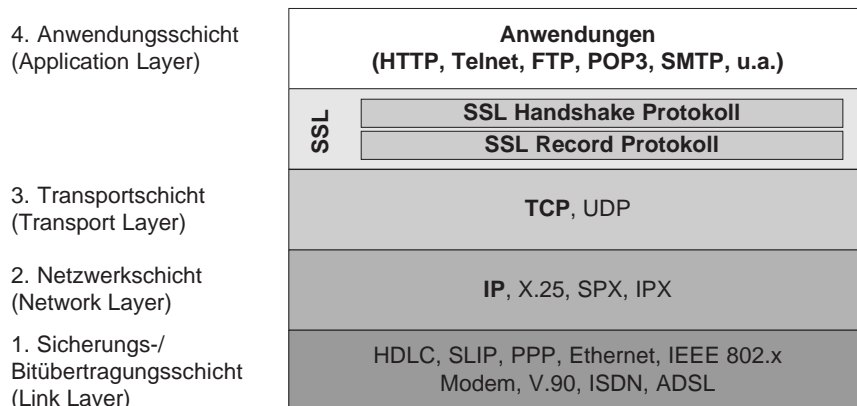 4. Anwendungsschicht
(Application Layer)
Anwendungen
(HTTP, Telnet, FTP, POP3, SMTP, u.a.)
SSL
SSL Handshake Protokoll
SSL Record Protokoll
3. Transportschicht
(Transport Layer)
TCP, UDP
2. Netzwerkschicht
(Network Layer)
IP, X.25, SPX, IPX
1. Sicherungs-/
Bitübertragungsschicht
(Link Layer)
HDLC, SLIP, PPP, Ethernet, IEEE 802.x
Modem, V.90, ISDN, ADSL